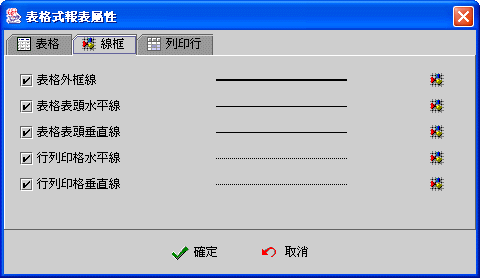 表格式報表屬性
表格 線框 列印行
表格外框線
表格表頭水平線
表格表頭垂直線
行列印格水平線
行列印格垂直線
確定 取消